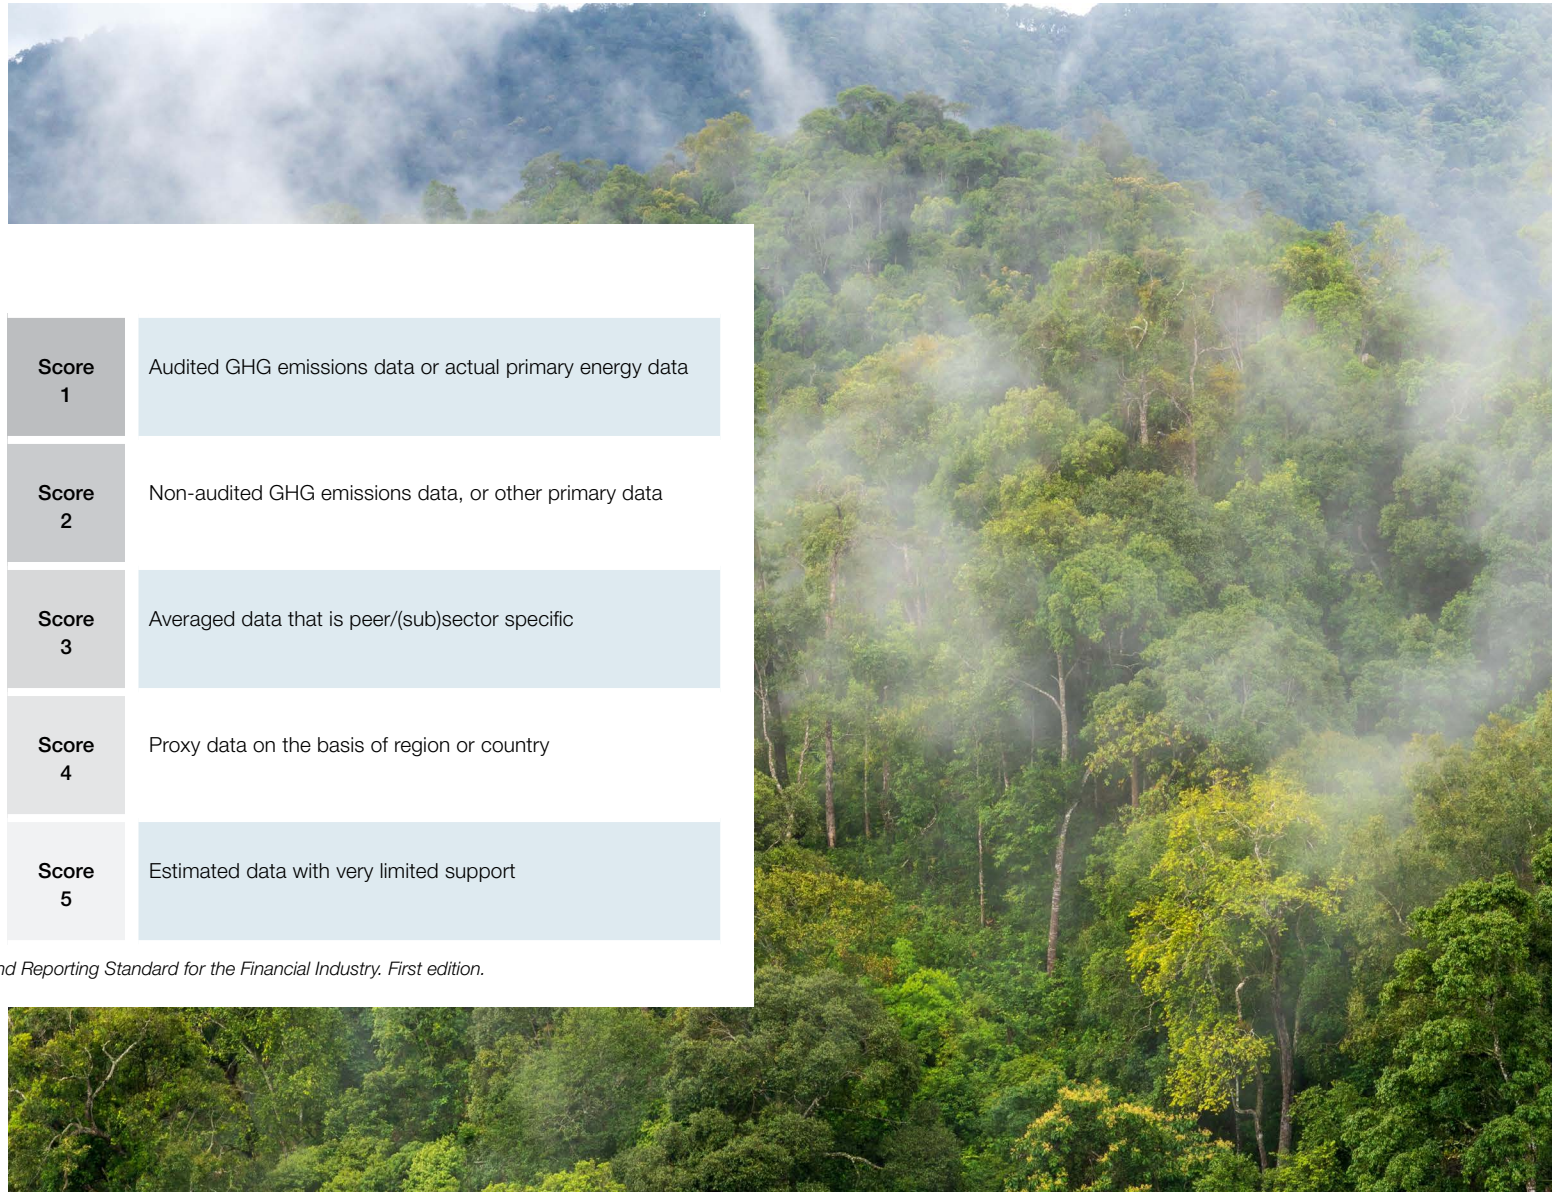 Score
1
Audited GHG emissions data or actual primary energy data
Score
2
Non-audited GHG emissions data, or other primary data
Score
3
Averaged data that is peer/(sub)sector specific
Score
4
Proxy data on the basis of region or country
Score
5
Estimated data with very limited support
Reporting Standard for the Financial Industry. First edition.